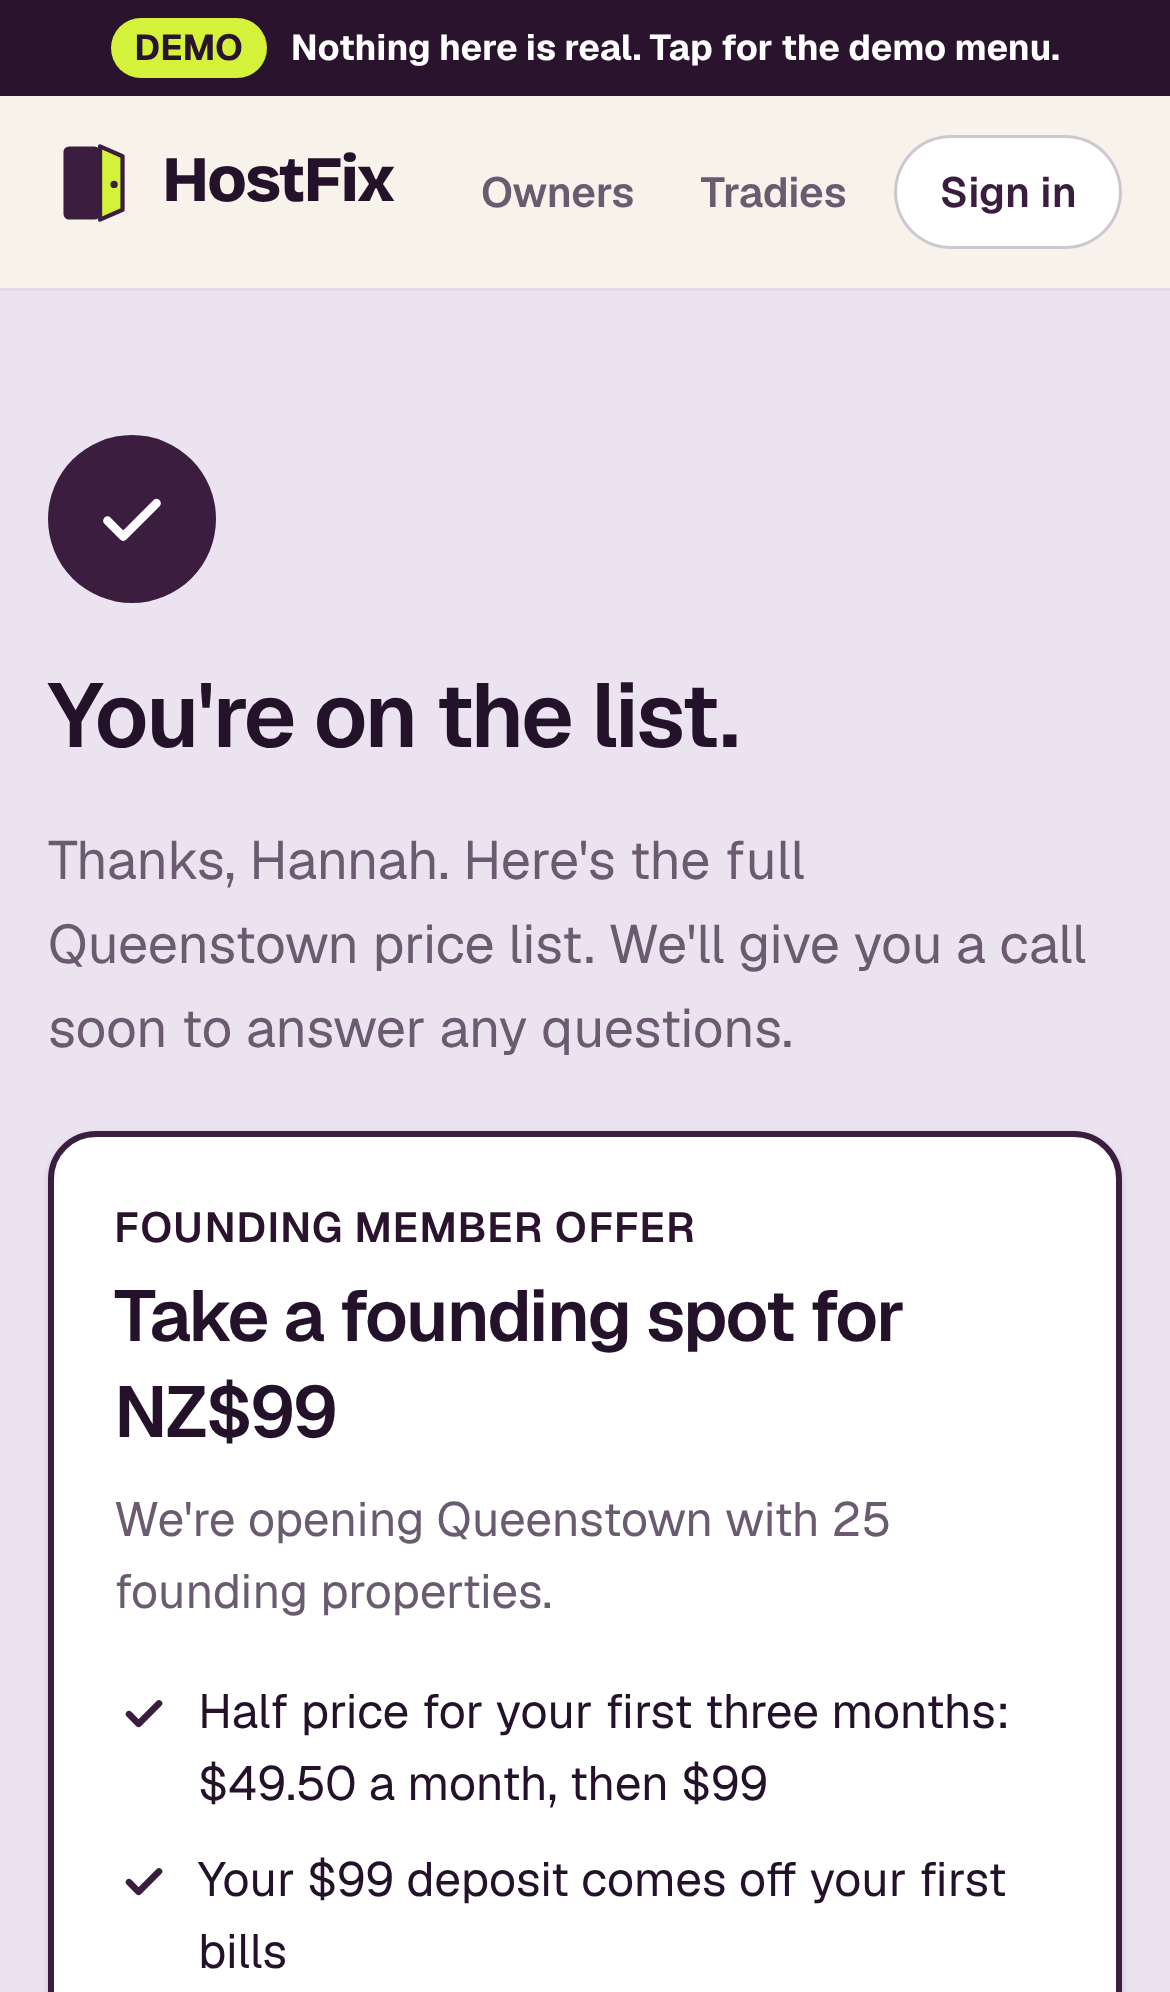 DEMO Nothing here is real. Tap for the demo menu.
HostFix Owners Tradies Sign in
You're on the list.
Thanks, Hannah. Here's the full
Queenstown price list. We'll give you a call
soon to answer any questions.
FOUNDING MEMBER OFFER
Take a founding spot for
NZ$99
We're opening Queenstown with 25
founding properties.
Half price for your first three months:
$49.50 a month, then $99
Your $99 deposit comes off your first
bills